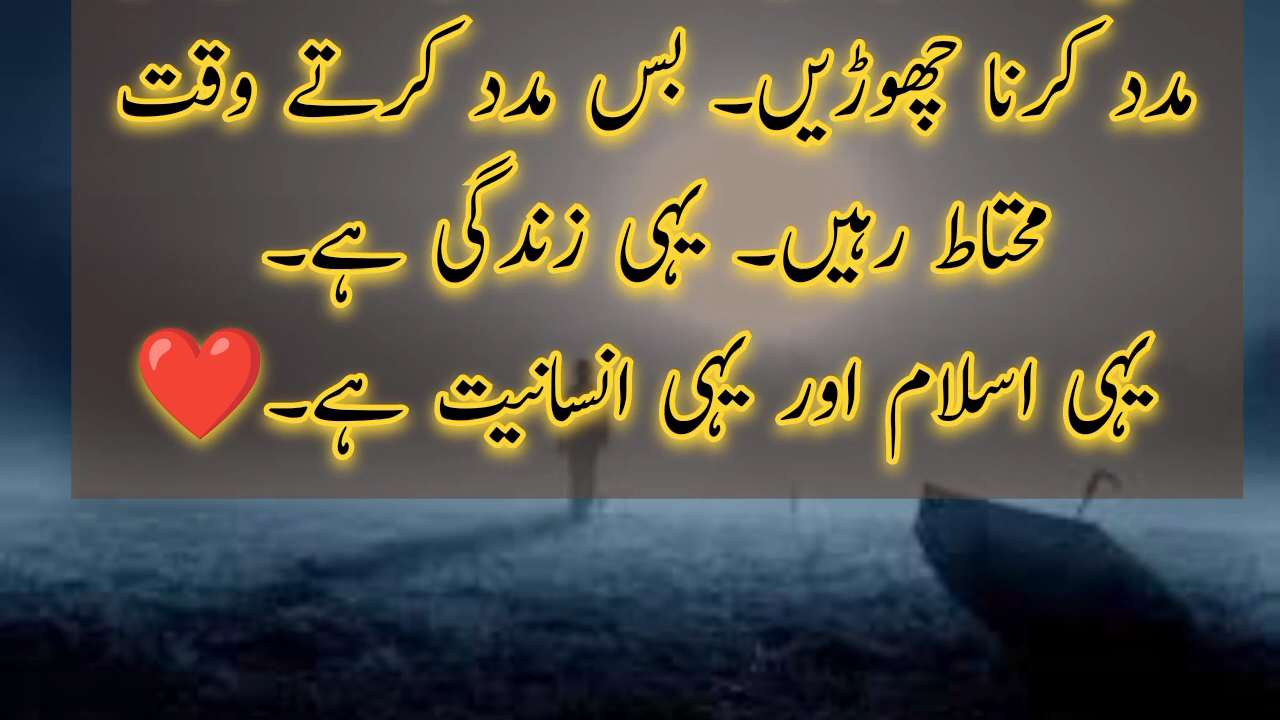 مدد کرنا چھوڑیں۔ بس مدد کرتے وقت
محتاط رہیں۔ یہی زندگی ہے۔
یہی اسلام اور یہی انسانیت ہے۔❤️